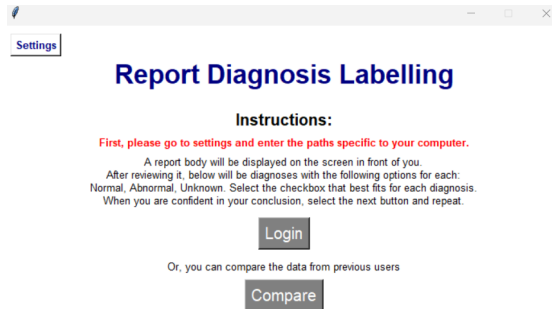 Settings
Report Diagnosis Labelling
Instructions:
First, please go to settings and enter the paths specific to your computer.
A report body will be displayed on the screen in front of you.
After reviewing it, below will be diagnoses with the following options for each:
Normal, Abnormal, Unknown. Select the checkbox that best fits for each diagnosis.
When you are confident in your conclusion, select the next button and repeat.
Login
Or, you can compare the data from previous users
Compare